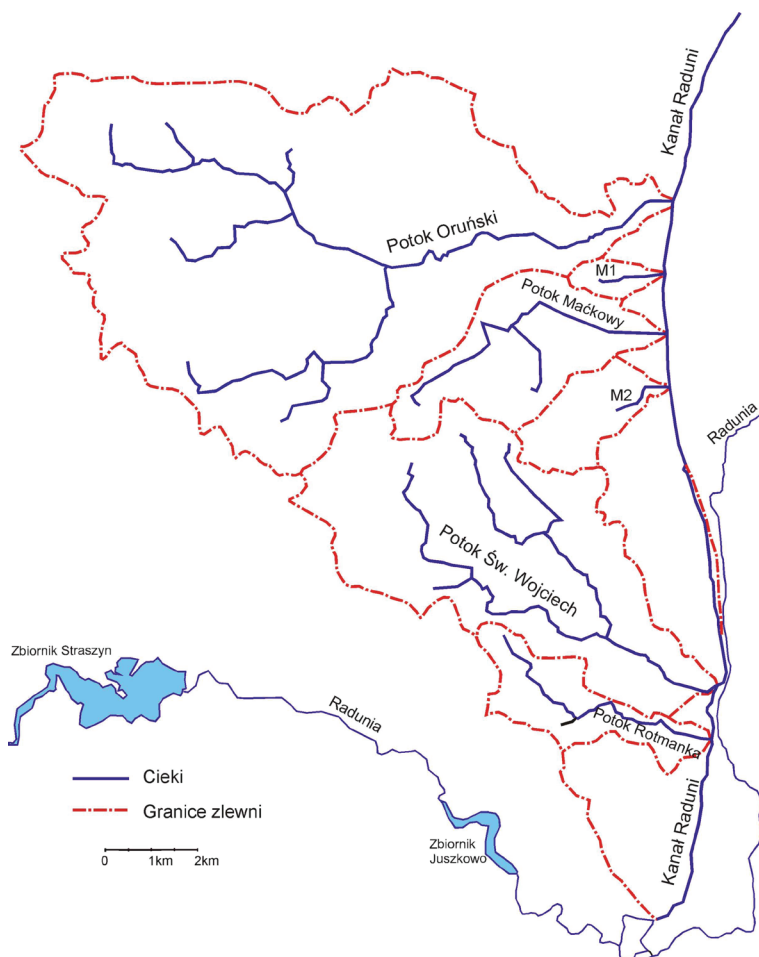 Kanał Raduni
Potok Oruński
M1
Potok Maćkowy
M2
Radunia
Potok Św. Wojciech
Zbiornik Straszyn
Radunia
Potok Rotmanka
Cieki
Granice zlewni
Kanał Raduni
Zbiornik
Juszkowo
0 1km 2km